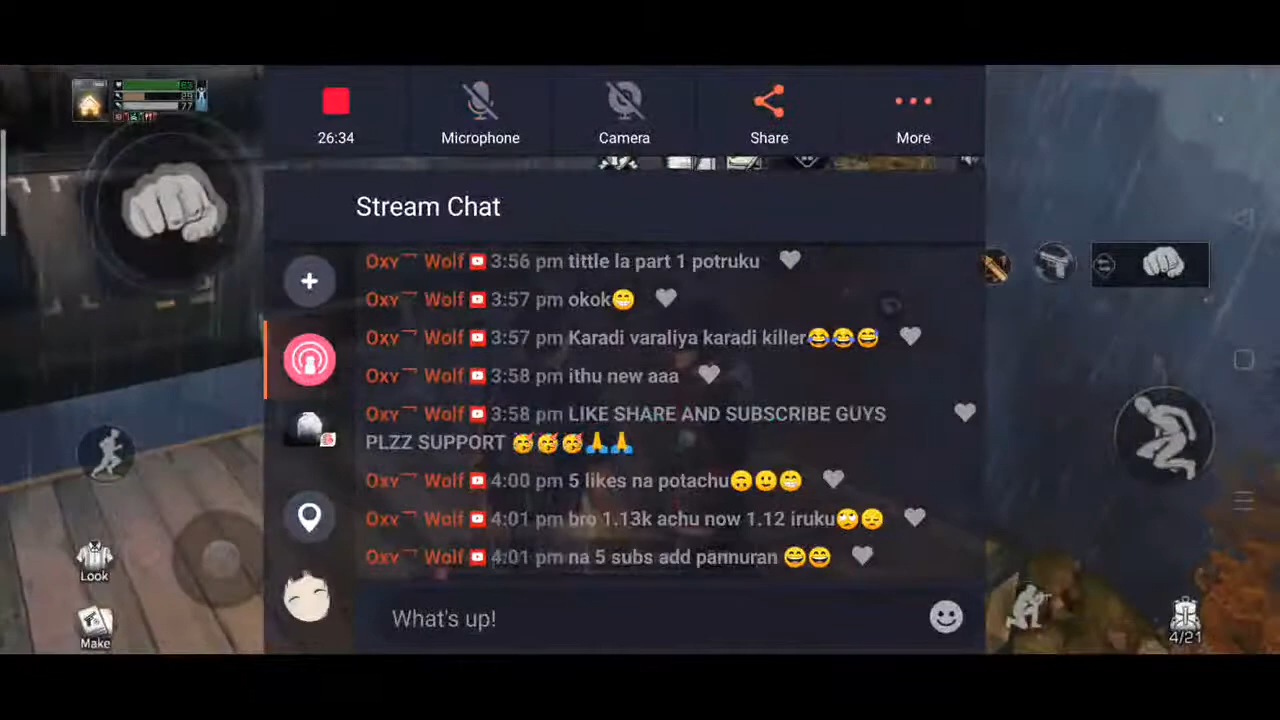 83
29
77
26:34
Microphone
Camera
Share
More
Stream Chat
Oxy Wolf 3:56 pm tittle la part 1 potruku
Oxy Wolf 3:57 pm okok😁
Oxy Wolf 3:57 pm Karadi varaliya karadi killer😂😂😅
Oxy Wolf 3:58 pm ithu new aaa
Oxy Wolf 3:58 pm LIKE SHARE AND SUBSCRIBE GUYS
PLZZ SUPPORT 🥳🥳🥳🙏🙏
Oxy Wolf 4:00 pm 5 likes na potachu🙃🙂😁
Oxy Wolf 4:01 pm bro 1.13k achu now 1.12 iruku🙄😔
Oxy Wolf 4:01 pm na 5 subs add pannuran 😄😄
What's up!
Look
Make
4/21